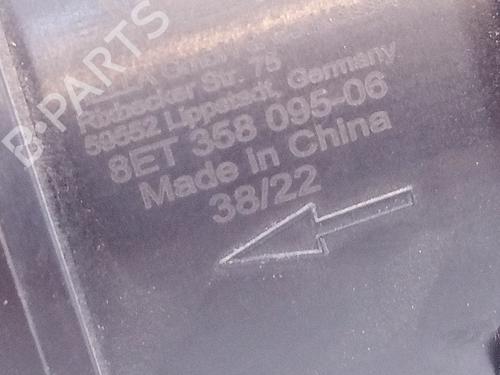 B-PARTS
Rixbecker Str. 75
59552 Lippstadt, Germany
8ET 358 095-06
Made in China
38/22